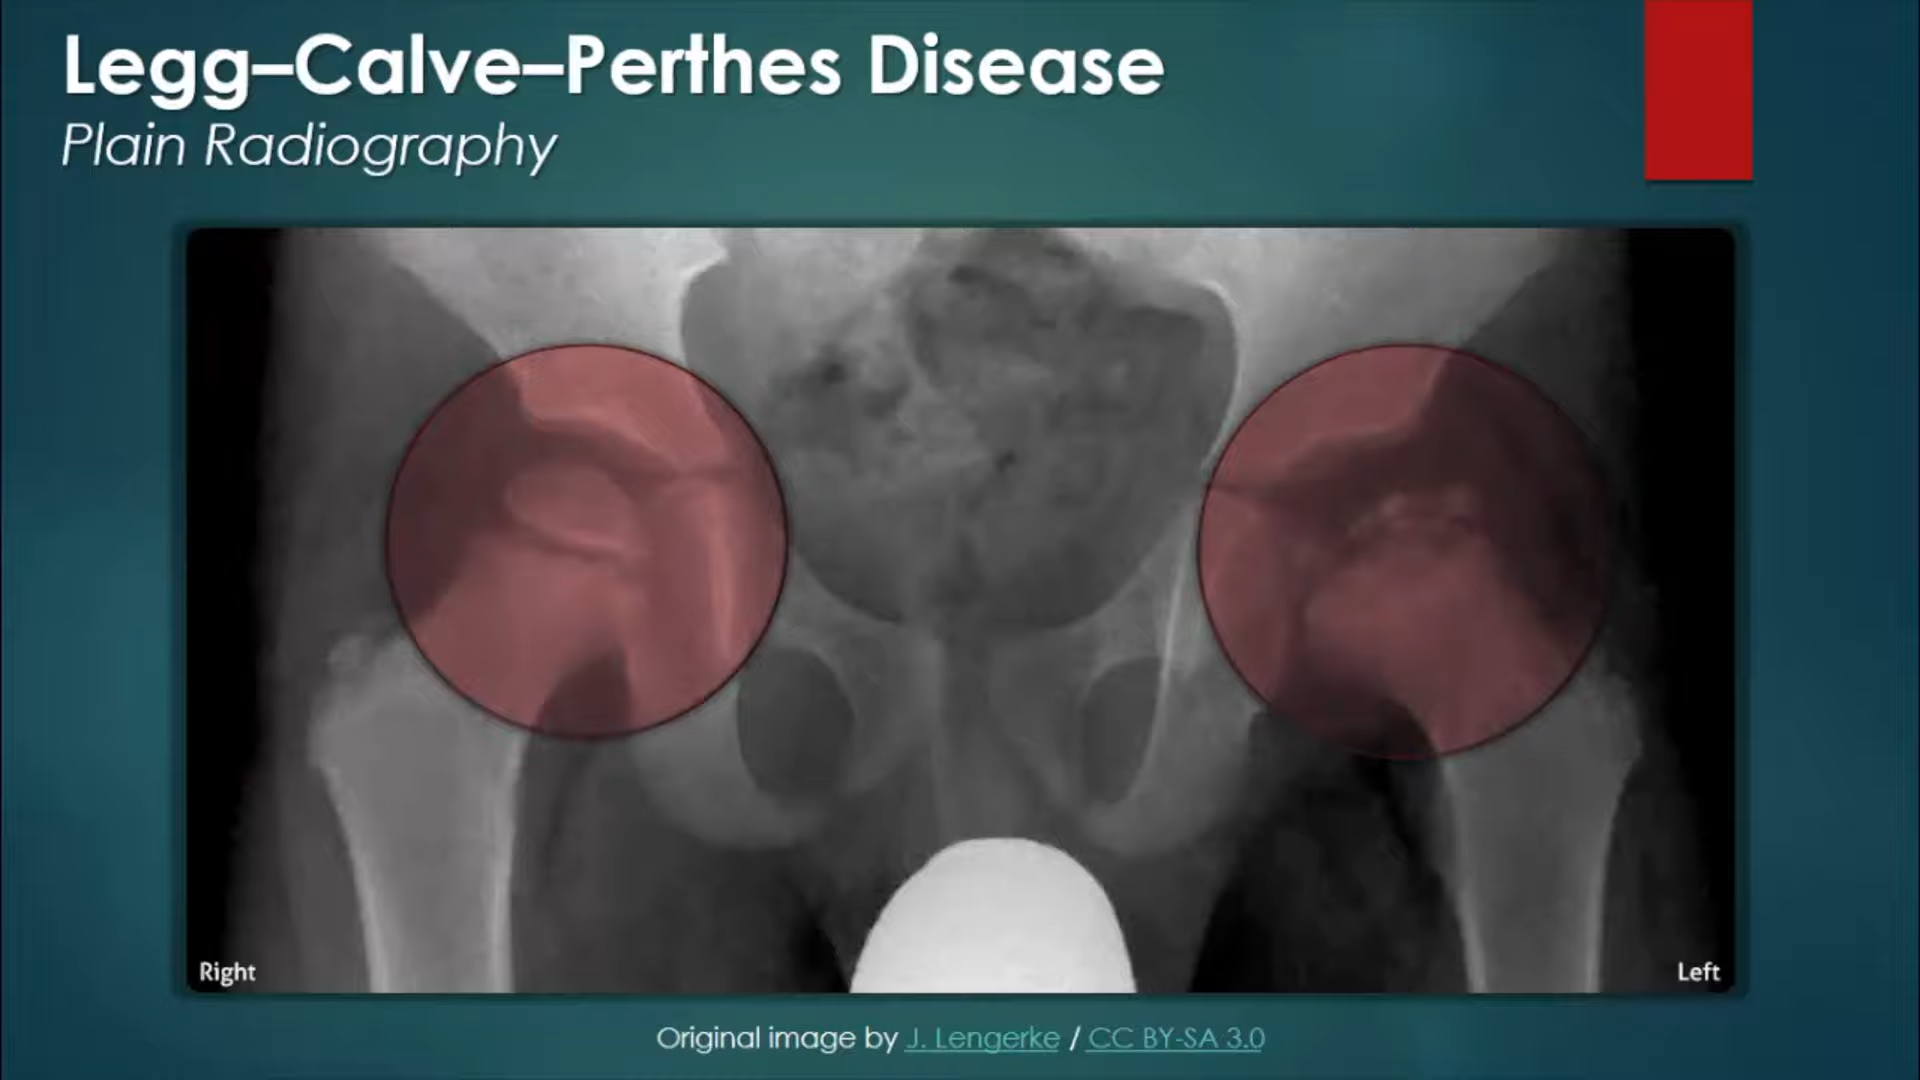 Legg–Calve–Perthes Disease
Plain Radiography
Right
Left
Original image by J. Lengerke / CC BY-SA 3.0